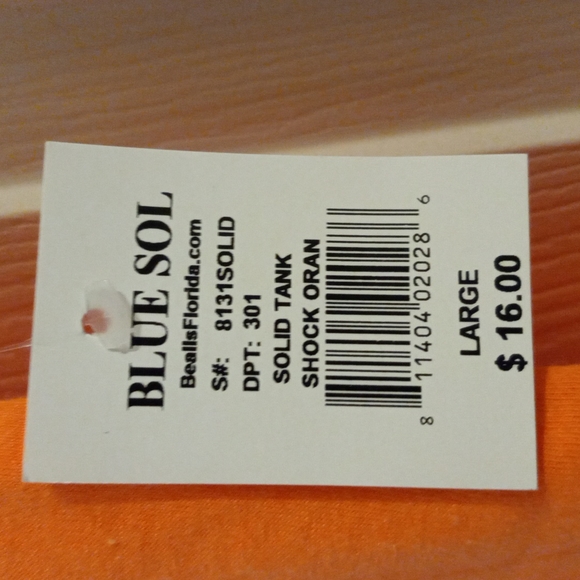 BLUE SOL
BeallsFlorida.com
S#: 8131SOLID
DPT: 301
SOLID TANK
SHOCK ORAN
8 11404 02028 6
LARGE
$ 16.00